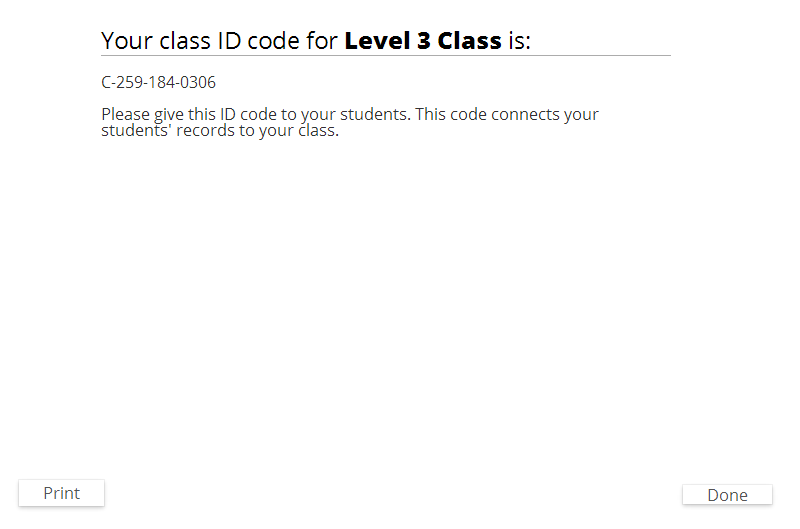 Your class ID code for Level 3 Class is:
C-259-184-0306
Please give this ID code to your students. This code connects your
students' records to your class.
Print
Done